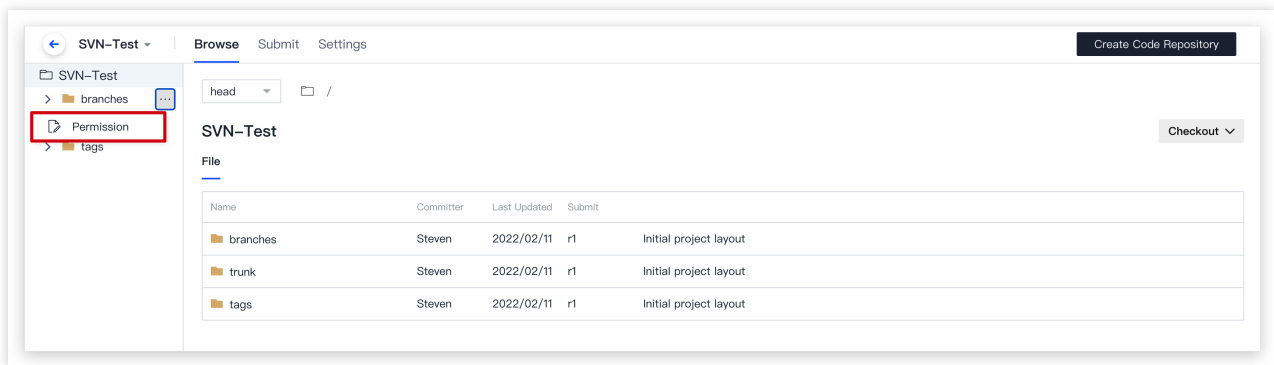 SVN-Test Browse Submit Settings Create Code Repository
SVN-Test
branches ...
Permission
tags
head /
SVN-Test Checkout
File
Name Committer Last Updated Submit
branches Steven 2022/02/11 r1 Initial project layout
trunk Steven 2022/02/11 r1 Initial project layout
tags Steven 2022/02/11 r1 Initial project layout